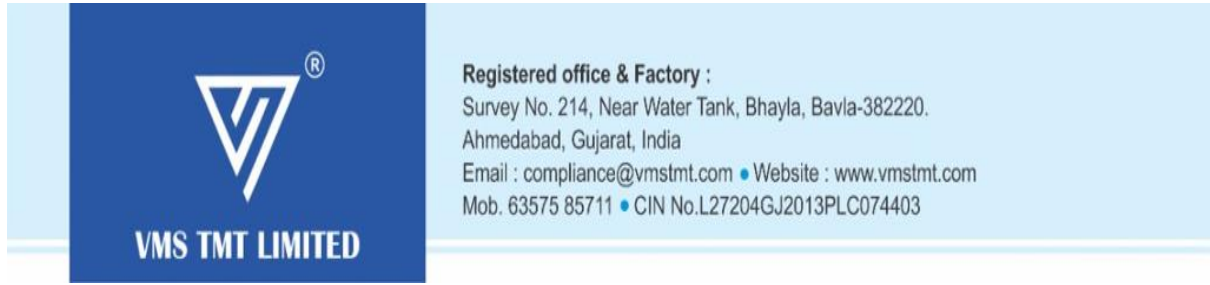 ®
VMS TMT LIMITED
Registered office & Factory :
Survey No. 214, Near Water Tank, Bhayla, Bavla-382220.
Ahmedabad, Gujarat, India
Email : compliance@vmstmt.com • Website : www.vmstmt.com
Mob. 63575 85711 • CIN No.L27204GJ2013PLC074403